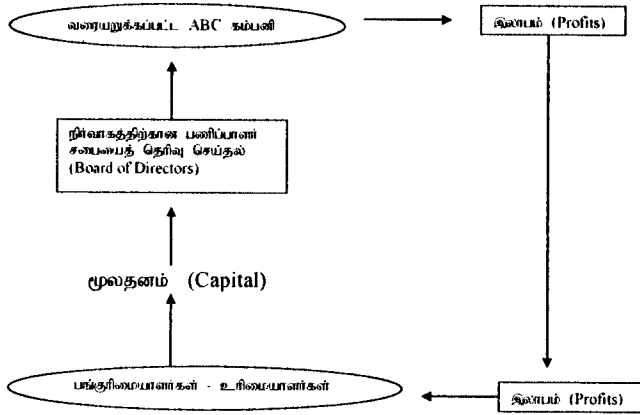 வரையறுக்கப்பட்ட ABC கம்பனி
இலாபம் (Profits)
நிர்வாகத்திற்கான பணிப்பாளர்
சபையைத் தெரிவு செய்தல்
(Board of Directors)
மூலதனம் (Capital)
பங்குரிமையாளர்கள் - உரிமையாளர்கள்
இலாபம் (Profits)